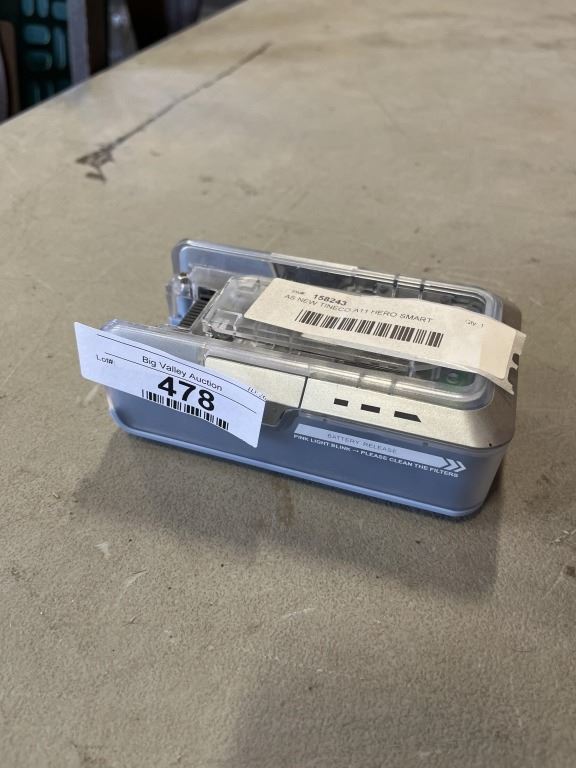 158243
Qty: 1
AS NEW TINECO A11 HERO SMART
Big Valley Auction
Lot#:
478
BATTERY RELEASE
PINK LIGHT BLINK → PLEASE CLEAN THE FILTERS